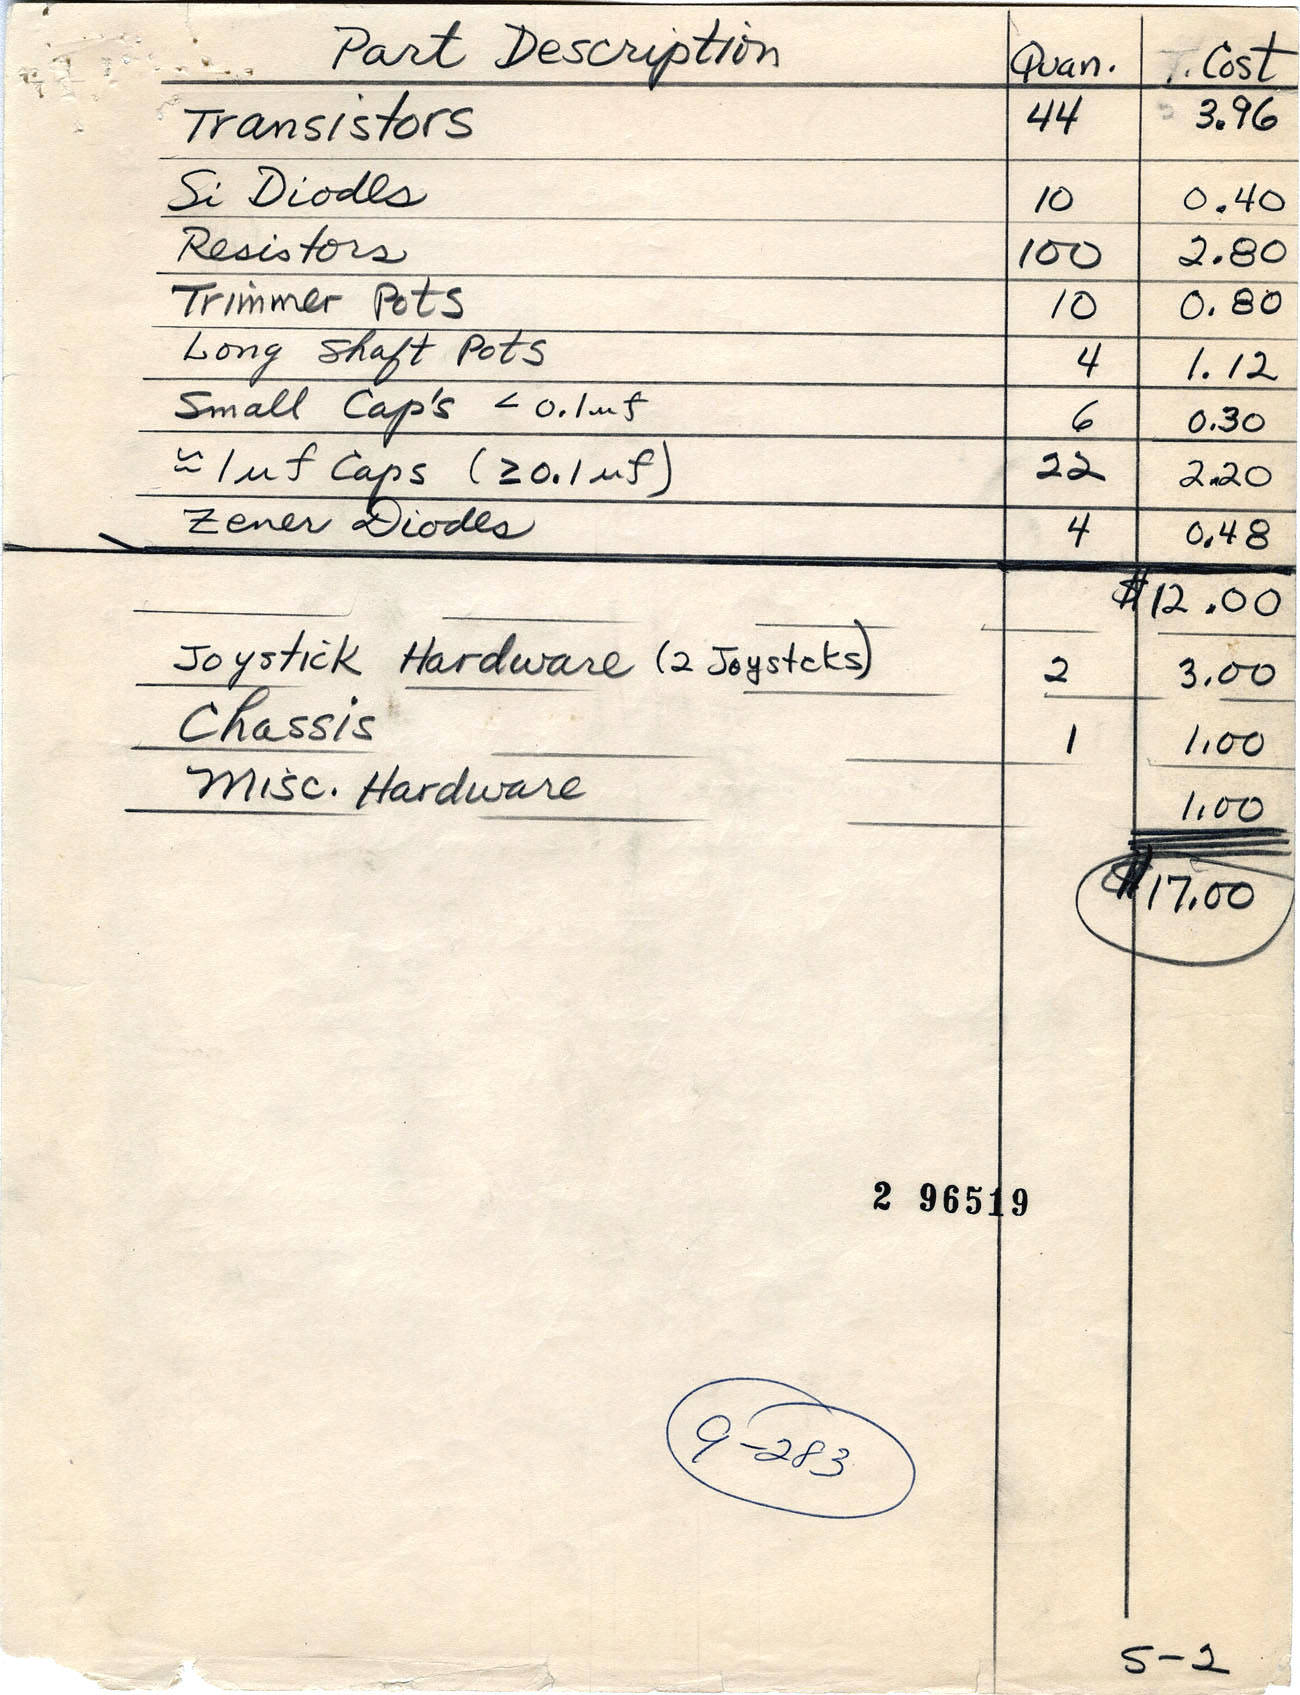 Part Description Quan. T. Cost
Transistors 44 3.96
Si Diodes 10 0.40
Resistors 100 2.80
Trimmer Pots 10 0.80
Long Shaft Pots 4 1.12
Small Cap's < 0.1uf 6 0.30
≈ 1uf Caps (≥0.1uf) 22 2.20
Zener Diodes 4 0.48
$12.00
Joystick Hardware (2 Joystcks) 2 3.00
Chassis 1 1.00
Misc. Hardware 1.00
$17.00
2 96519
9-283
5-2